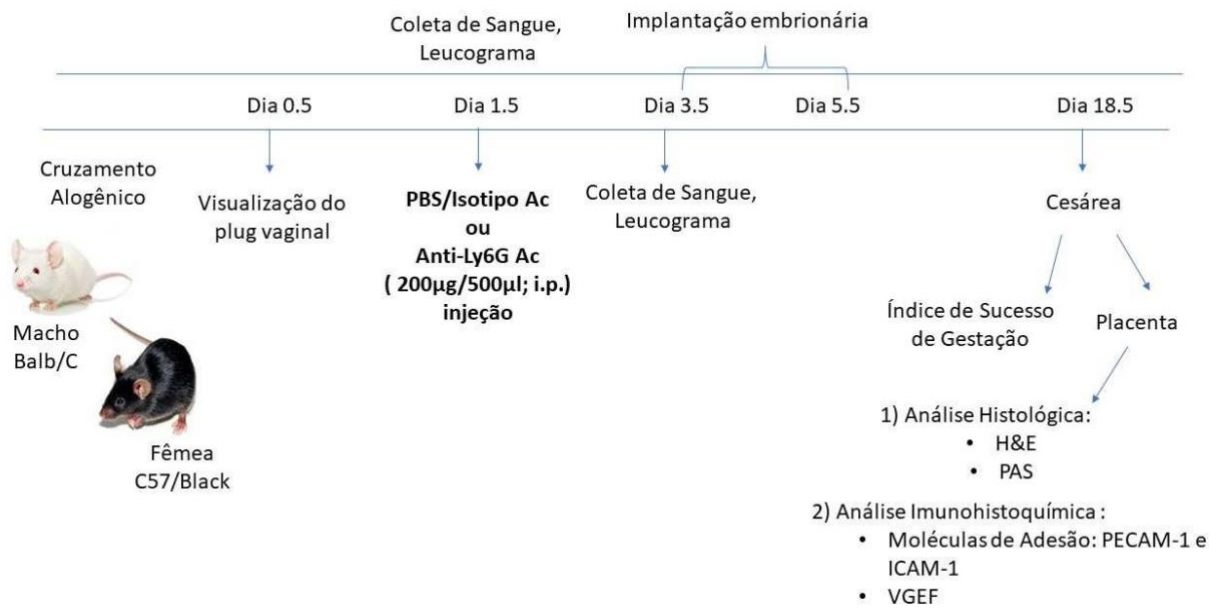 Coleta de Sangue,
Leucograma
Implantação embrionária
Dia 0.5
Dia 1.5
Dia 3.5
Dia 5.5
Dia 18.5
Cruzamento
Alogênico
Visualização do
plug vaginal
PBS/Isotipo Ac
ou
Anti-Ly6G Ac
( 200µg/500µl; i.p.)
injeção
Coleta de Sangue,
Leucograma
Cesárea
Macho
Balb/C
Fêmea
C57/Black
Índice de Sucesso
de Gestação
Placenta
1) Análise Histológica:
• H&E
• PAS
2) Análise Imunohistoquímica :
• Moléculas de Adesão: PECAM-1 e
ICAM-1
• VGEF